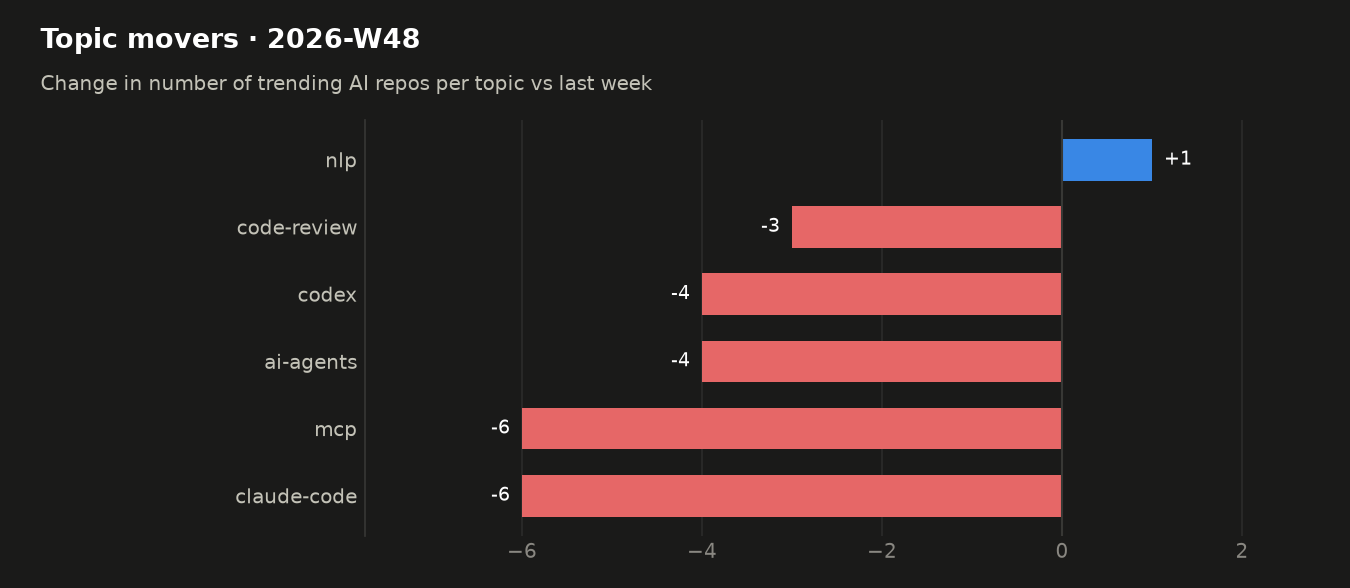 Topic movers · 2026-W48
Change in number of trending AI repos per topic vs last week
nlp +1
code-review -3
codex -4
ai-agents -4
mcp -6
claude-code -6
−6 −4 −2 0 2